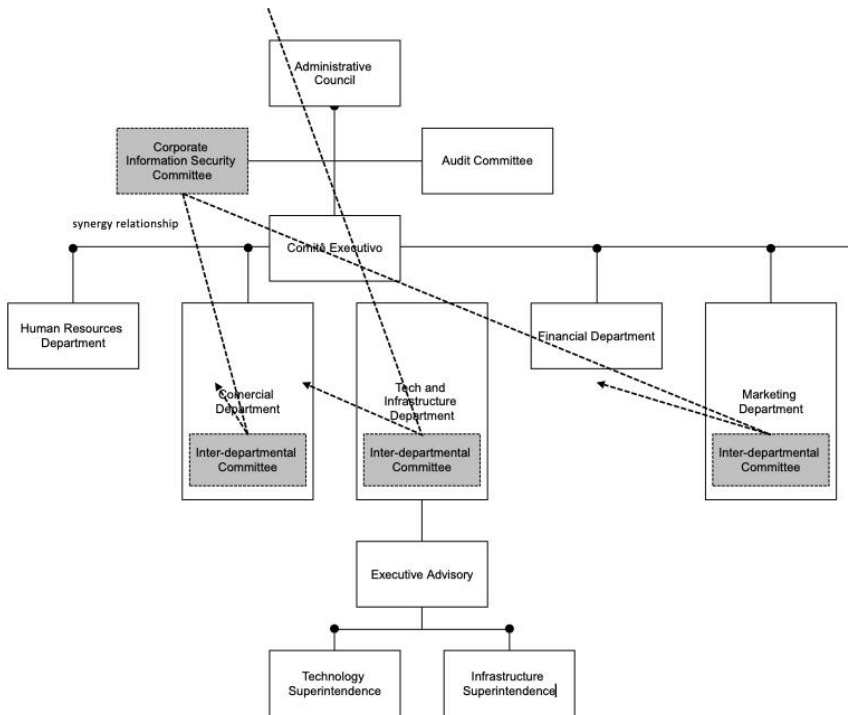 Administrative
Council
Corporate
Information Security
Committee
Audit Committee
synergy relationship
Comitê Executivo
Human Resources
Department
Comercial
Department
Tech and
Infrastructure
Department
Financial Department
Marketing
Department
Inter-departmental
Committee
Inter-departmental
Committee
Inter-departmental
Committee
Executive Advisory
Technology
Superintendence
Infrastructure
Superintendence